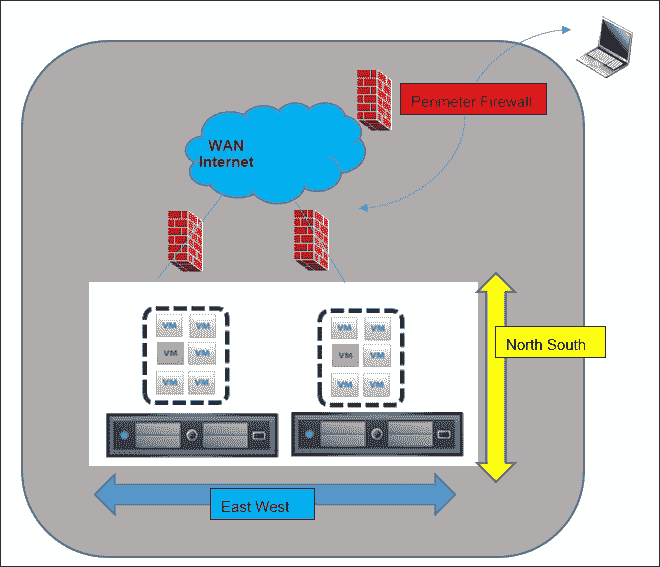 Perimeter Firewall
WAN
Internet
VM VM
VM VM
VM VM
VM VM
VM VM
VM VM
North South
East West